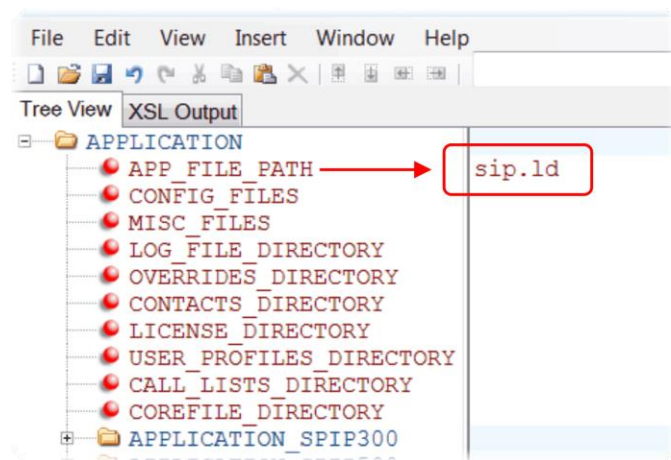 File Edit View Insert Window Help
Tree View XSL Output
APPLICATION
APP_FILE_PATH sip.ld
CONFIG_FILES
MISC_FILES
LOG_FILE_DIRECTORY
OVERRIDES_DIRECTORY
CONTACTS_DIRECTORY
LICENSE_DIRECTORY
USER_PROFILES_DIRECTORY
CALL_LISTS_DIRECTORY
COREFILE_DIRECTORY
APPLICATION_SPIP300